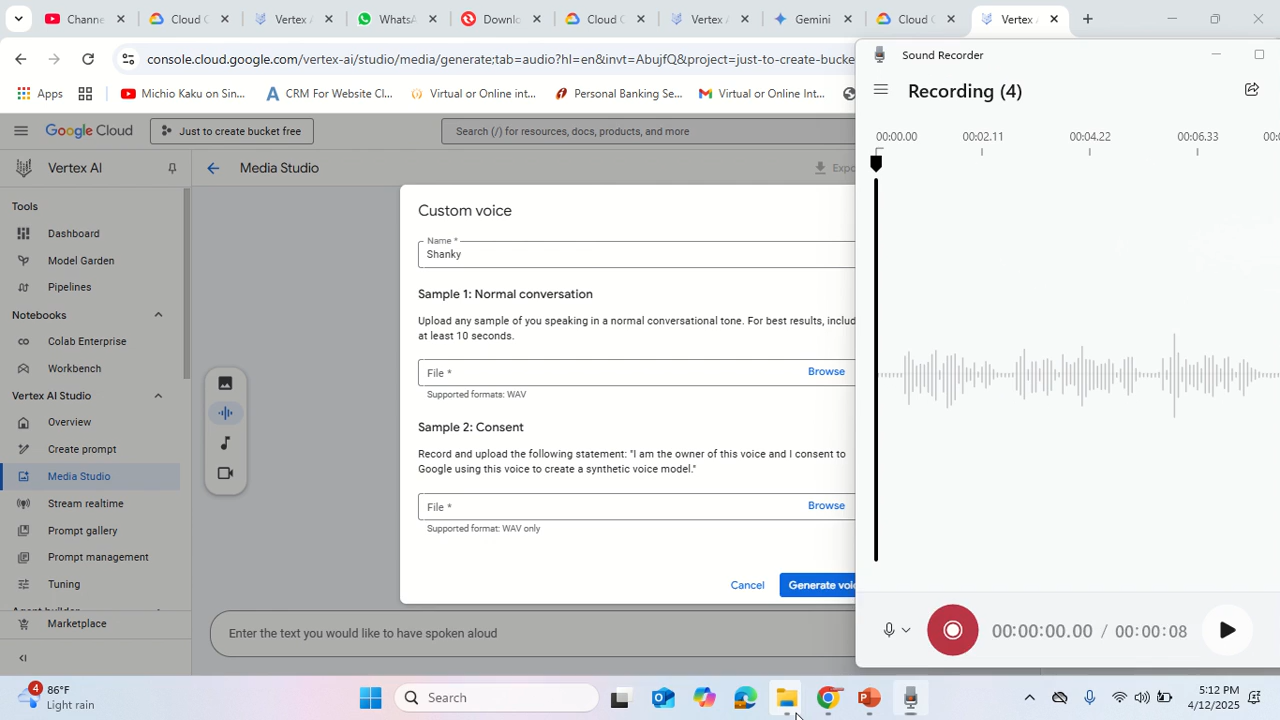 Channe
Cloud C
Vertex A
WhatsA
Downlo
Cloud C
Vertex A
Gemini
Cloud C
Vertex A
console.cloud.google.com/vertex-ai/studio/media/generate;tab=audio?hl=en&invt=AbujfQ&project=just-to-create-bucke
Apps
Michio Kaku on Sin...
CRM For Website Cl...
Virtual or Online int...
Personal Banking Se...
Virtual or Online Int...
Google Cloud
Just to create bucket free
Search (/) for resources, docs, products, and more
Vertex AI
Media Studio
Expo
Tools
Dashboard
Model Garden
Pipelines
Notebooks
Colab Enterprise
Workbench
Vertex AI Studio
Overview
Create prompt
Media Studio
Stream realtime
Prompt gallery
Prompt management
Tuning
Agent builder
Marketplace
Custom voice
Name *
Shanky
Sample 1: Normal conversation
Upload any sample of you speaking in a normal conversational tone. For best results, includ
at least 10 seconds.
File *
Browse
Supported formats: WAV
Sample 2: Consent
Record and upload the following statement: "I am the owner of this voice and I consent to
Google using this voice to create a synthetic voice model."
File *
Browse
Supported format: WAV only
Cancel
Generate voic
Enter the text you would like to have spoken aloud
Sound Recorder
Recording (4)
00:00.00
00:02.11
00:04.22
00:06.33
00:00:00.00 / 00:00:08
4
86°F
Light rain
Search
5:12 PM
4/12/2025